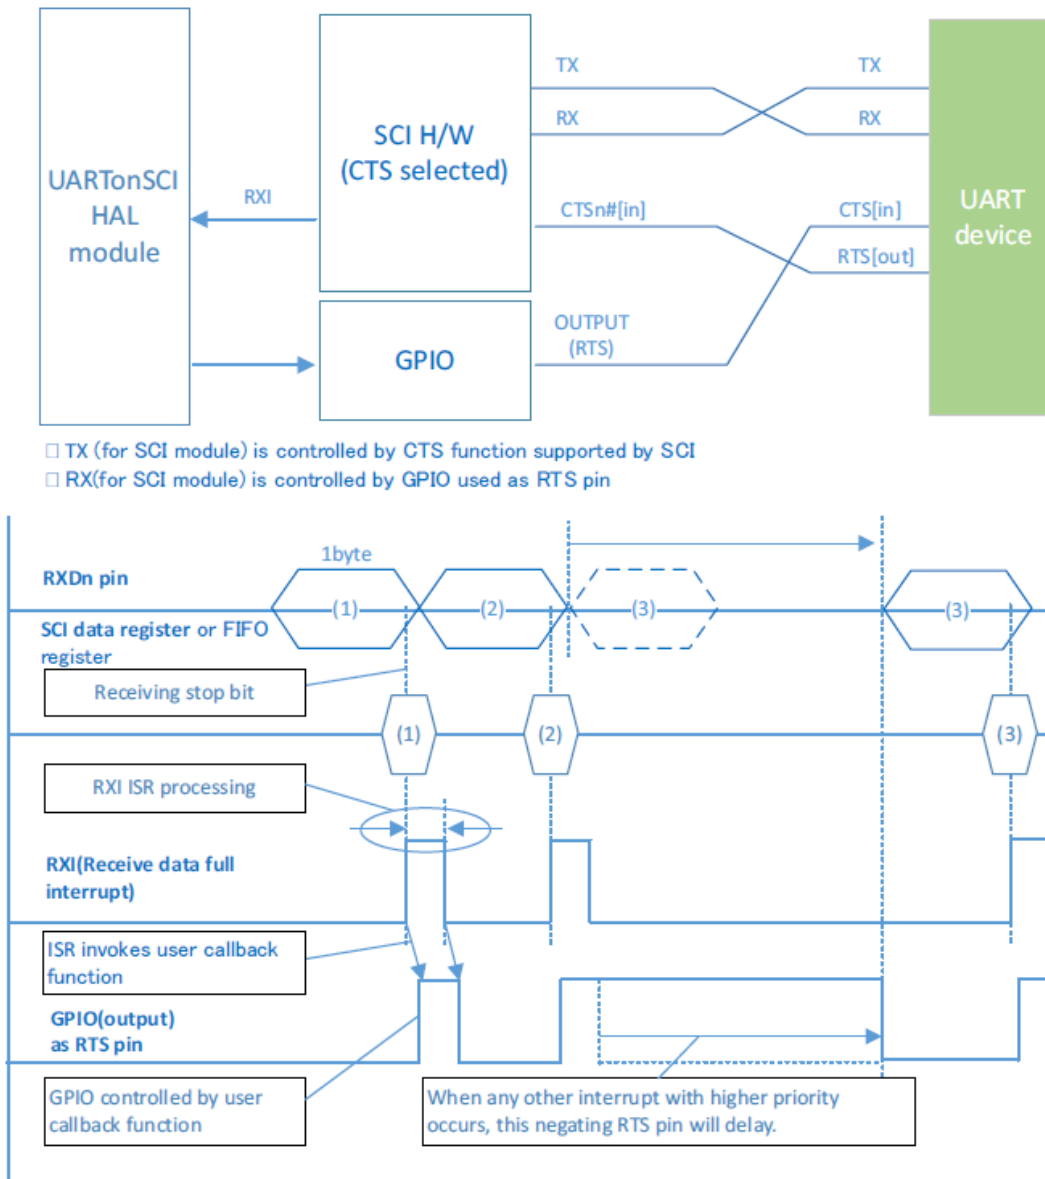 TX
TX
RX
RX
SCI H/W
(CTS selected)
UARTonSCI
HAL
module
RXI
CTSn#[in]
CTS[in]
UART
device
RTS[out]
OUTPUT
(RTS)
GPIO
□ TX (for SCI module) is controlled by CTS function supported by SCI
□ RX(for SCI module) is controlled by GPIO used as RTS pin
1byte
RXDn pin
(1)
(2)
(3)
(3)
SCI data register or FIFO
register
Receiving stop bit
(1)
(2)
(3)
RXI ISR processing
RXI(Receive data full
interrupt)
ISR invokes user callback
function
GPIO(output)
as RTS pin
GPIO controlled by user
callback function
When any other interrupt with higher priority
occurs, this negating RTS pin will delay.